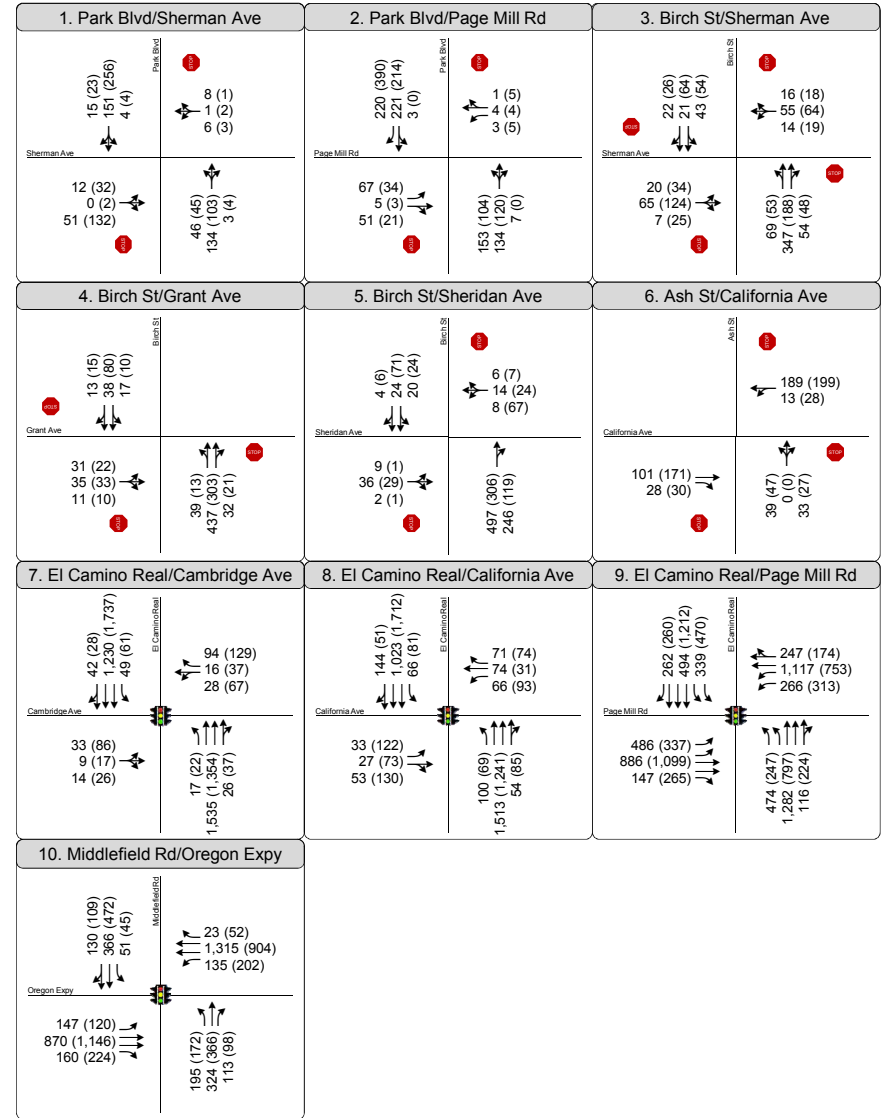 1. Park Blvd/Sherman Ave
Park Blvd
15 (23)
151 (256)
4 (4)
STOP
8 (1)
1 (2)
6 (3)
Sherman Ave
12 (32)
0 (2)
51 (132)
STOP
46 (45)
134 (103)
3 (4)
2. Park Blvd/Page Mill Rd
Park Blvd
220 (390)
221 (214)
3 (0)
STOP
1 (5)
4 (4)
3 (5)
Page Mill Rd
67 (34)
5 (3)
51 (21)
STOP
153 (104)
134 (120)
7 (0)
3. Birch St/Sherman Ave
Birch St
22 (26)
21 (64)
43 (54)
STOP
16 (18)
55 (64)
14 (19)
STOP
Sherman Ave
20 (34)
65 (124)
7 (25)
STOP
69 (53)
347 (188)
54 (48)
STOP
4. Birch St/Grant Ave
Birch St
13 (15)
38 (80)
17 (10)
STOP
Grant Ave
31 (22)
35 (33)
11 (10)
STOP
39 (13)
437 (303)
32 (21)
STOP
5. Birch St/Sheridan Ave
Birch St
4 (6)
24 (71)
20 (24)
STOP
6 (7)
14 (24)
8 (67)
Sheridan Ave
9 (1)
36 (29)
2 (1)
STOP
497 (306)
246 (119)
6. Ash St/California Ave
Ash St
STOP
189 (199)
13 (28)
California Ave
101 (171)
28 (30)
STOP
39 (47)
0 (0)
33 (27)
STOP
7. El Camino Real/Cambridge Ave
El Camino Real
42 (28)
1,230 (1,737)
49 (61)
94 (129)
16 (37)
28 (67)
Cambridge Ave
33 (86)
9 (17)
14 (26)
17 (22)
1,535 (1,354)
26 (37)
8. El Camino Real/California Ave
El Camino Real
144 (51)
1,023 (1,712)
66 (81)
71 (74)
74 (31)
66 (93)
California Ave
33 (122)
27 (73)
53 (130)
100 (69)
1,513 (1,241)
54 (85)
9. El Camino Real/Page Mill Rd
El Camino Real
262 (260)
494 (1,212)
339 (470)
247 (174)
1,117 (753)
266 (313)
Page Mill Rd
486 (337)
886 (1,099)
147 (265)
474 (247)
1,282 (797)
116 (224)
10. Middlefield Rd/Oregon Expy
Middlefield Rd
130 (109)
366 (472)
51 (45)
23 (52)
1,315 (904)
135 (202)
Oregon Expy
147 (120)
870 (1,146)
160 (224)
195 (172)
324 (366)
113 (98)